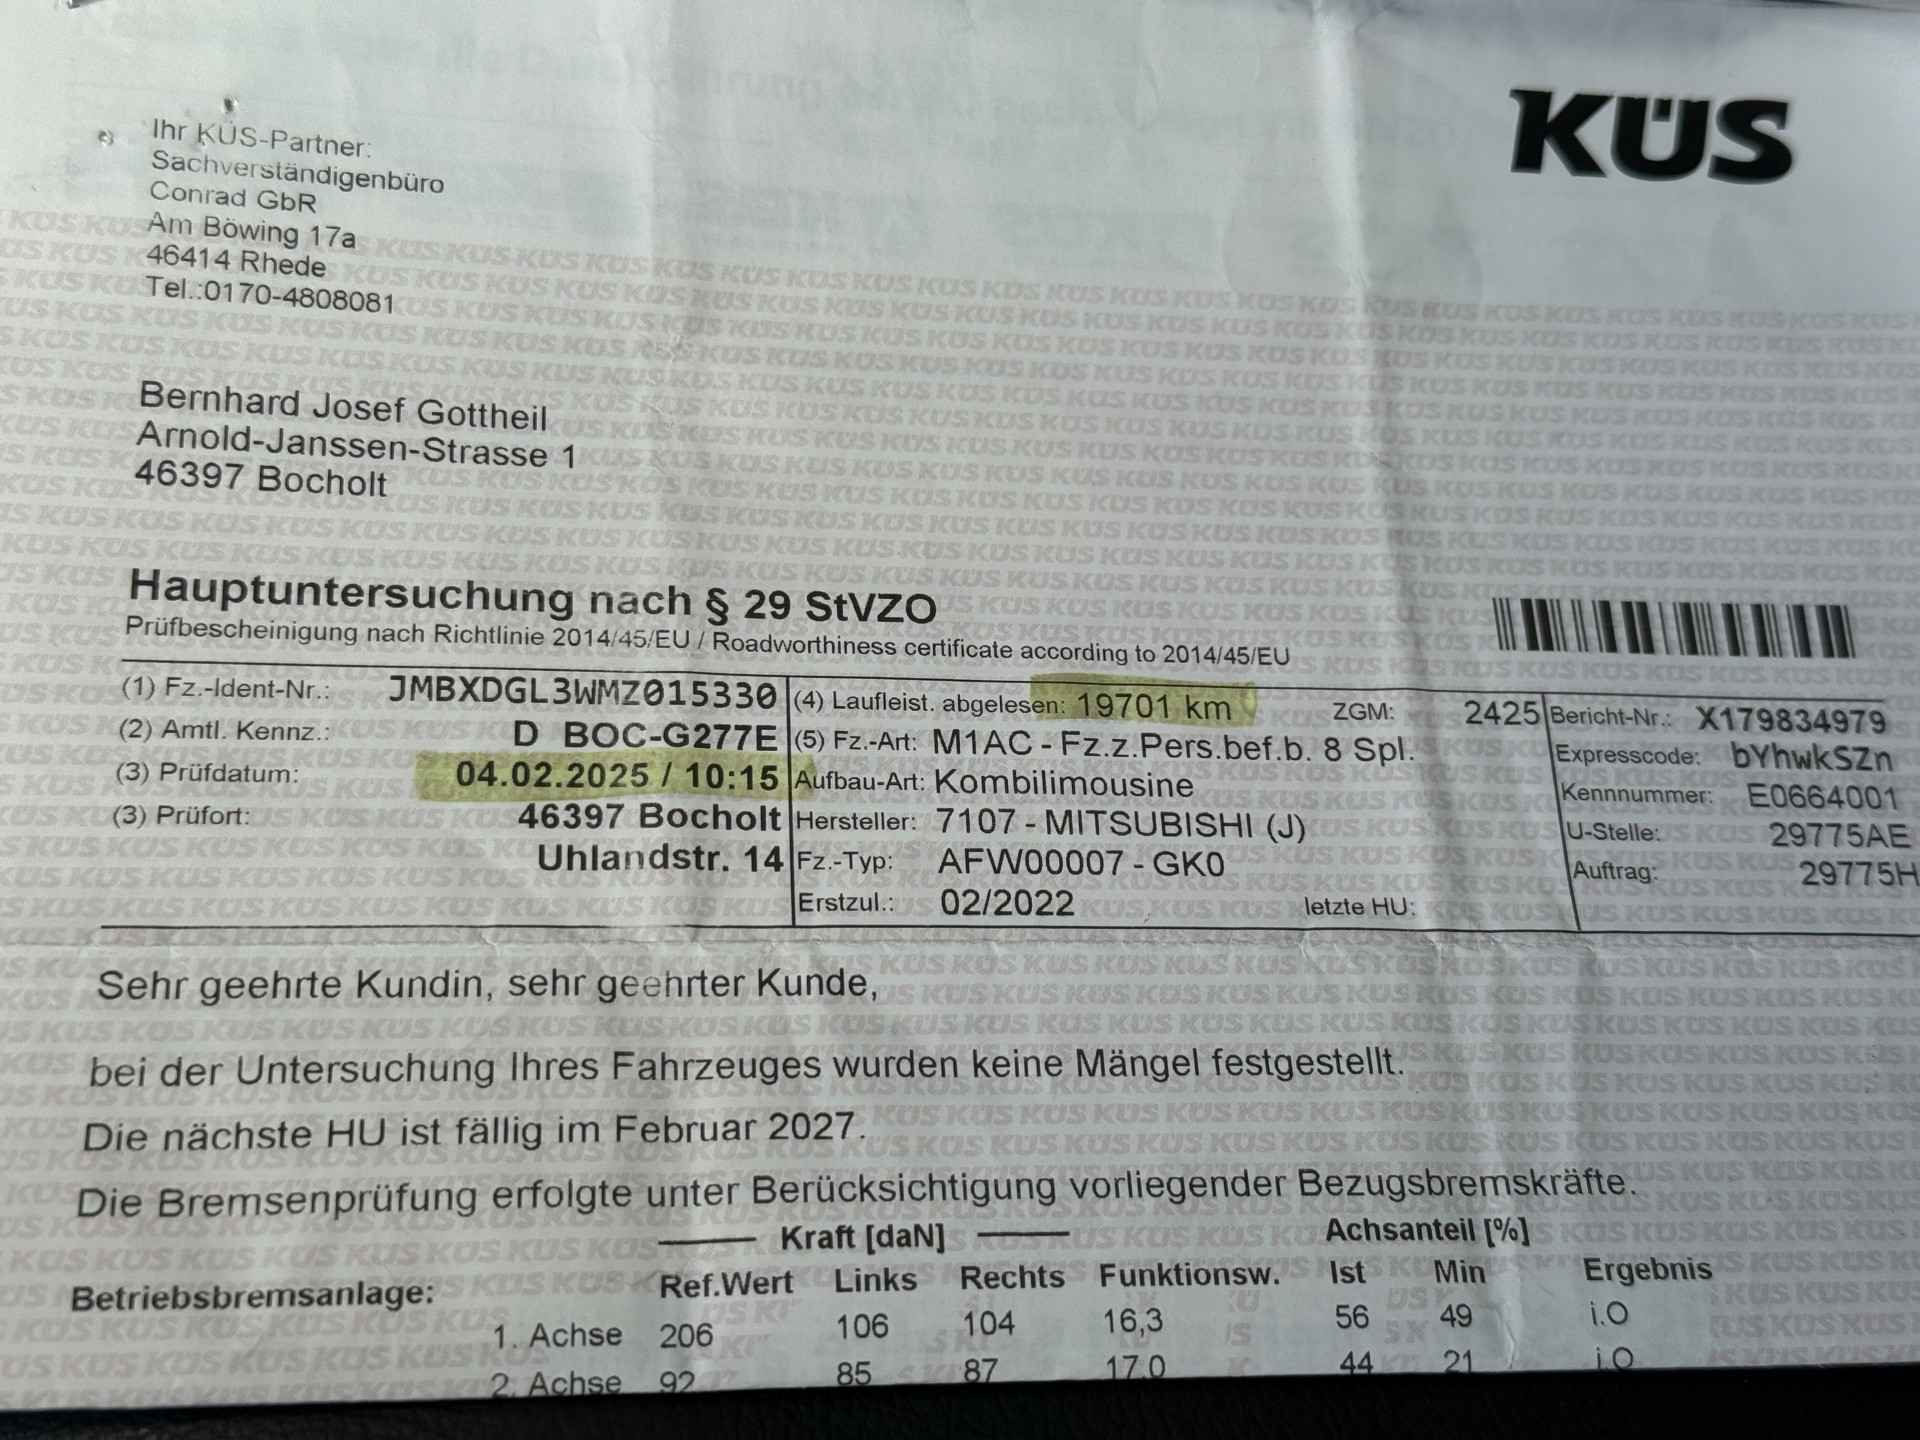 KÜS
Ihr KÜS-Partner:
Sachverständigenbüro
Conrad GbR
Am Böwing 17a
46414 Rhede
Tel.:0170-4808081
Bernhard Josef Gottheil
Arnold-Janssen-Strasse 1
46397 Bocholt
Hauptuntersuchung nach § 29 StVZO
Prüfbescheinigung nach Richtlinie 2014/45/EU / Roadworthiness certificate according to 2014/45/EU
(1) Fz.-Ident-Nr.: JMBXDGL3WMZ015330
(2) Amtl. Kennz.: D BOC-G277E
(3) Prüfdatum: 04.02.2025 / 10:15
(3) Prüfort: 46397 Bocholt
Uhlandstr. 14
(4) Laufleist. abgelesen: 19701 km ZGM: 2425
(5) Fz.-Art: M1AC - Fz.z.Pers.bef.b. 8 Spl.
Aufbau-Art: Kombilimousine
Hersteller: 7107 - MITSUBISHI (J)
Fz.-Typ: AFW00007 - GK0
Erstzul.: 02/2022 letzte HU:
Bericht-Nr.: X179834979
Expresscode: bYhwkSZn
Kennnummer: E0664001
U-Stelle: 29775AE
Auftrag: 29775H
Sehr geehrte Kundin, sehr geehrter Kunde,
bei der Untersuchung Ihres Fahrzeuges wurden keine Mängel festgestellt.
Die nächste HU ist fällig im Februar 2027.
Die Bremsenprüfung erfolgte unter Berücksichtigung vorliegender Bezugsbremskräfte.
Kraft [daN] Achsanteil [%]
Betriebsbremsanlage: Ref.Wert Links Rechts Funktionsw. Ist Min Ergebnis
1. Achse 206 106 104 16,3 56 49 i.O
2. Achse 92 85 87 17,0 44 21 i.O